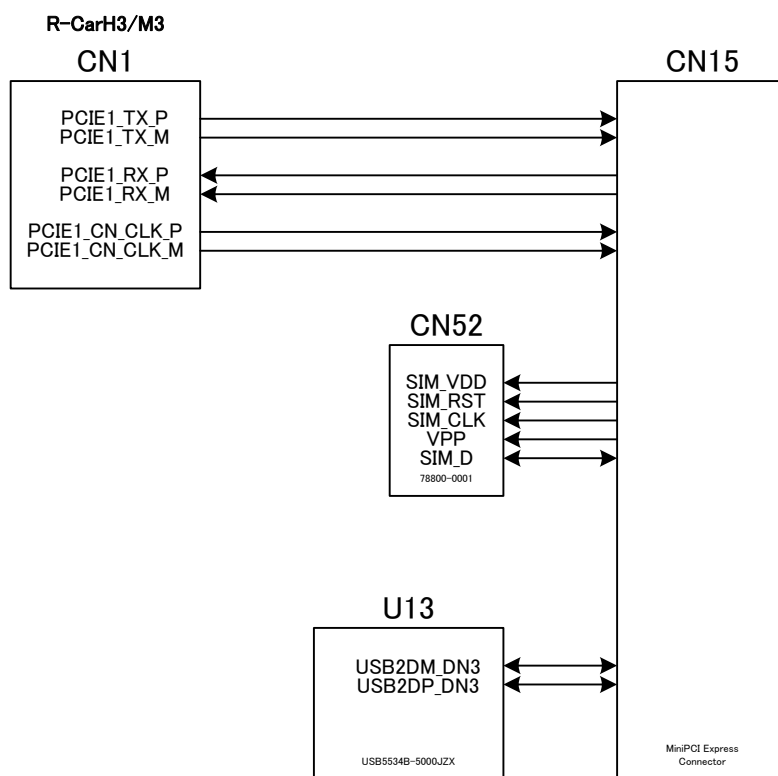 R-CarH3/M3
CN1
CN15
PCIE1_TX_P
PCIE1_TX_M
PCIE1_RX_P
PCIE1_RX_M
PCIE1_CN_CLK_P
PCIE1_CN_CLK_M
CN52
SIM_VDD
SIM_RST
SIM_CLK
VPP
SIM_D
78800-0001
U13
USB2DM_DN3
USB2DP_DN3
USB5534B-5000JZX
MiniPCI Express
Connector